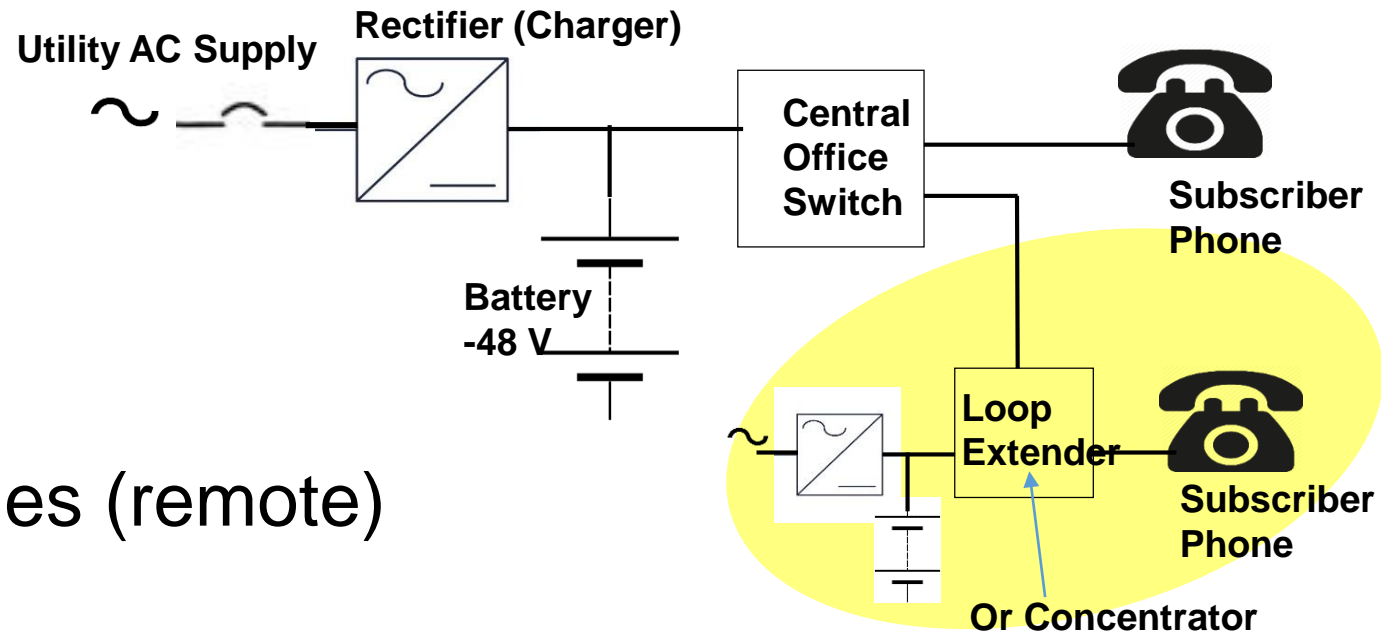 Rectifier (Charger)
Utility AC Supply
Central
Office
Switch
Subscriber
Phone
Battery
-48 V
Loop
Extender
es (remote)
Subscriber
Phone
Or Concentrator